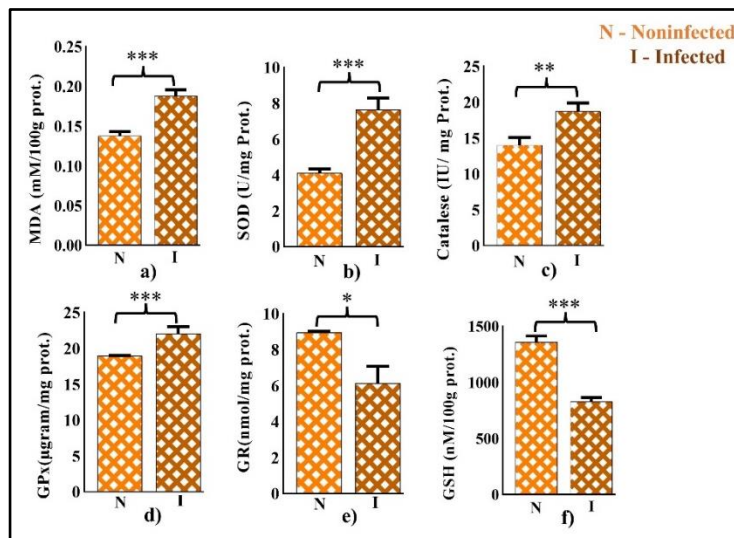 N - Noninfected
I - Infected
MDA (mM/100g prot.)
0.25
0.20
0.15
0.10
0.05
0.00
***
N I
a)
SOD (U/mg Prot.)
10
8
6
4
2
0
***
N I
b)
Catalese (IU/ mg Prot.)
25
20
15
10
5
0
**
N I
c)
GPx(µgram/mg prot.)
25
20
15
10
5
0
***
N I
d)
GR(nmol/mg prot.)
10
8
6
4
2
0
*
N I
e)
GSH (nM/100g prot.)
1500
1000
500
0
***
N I
f)